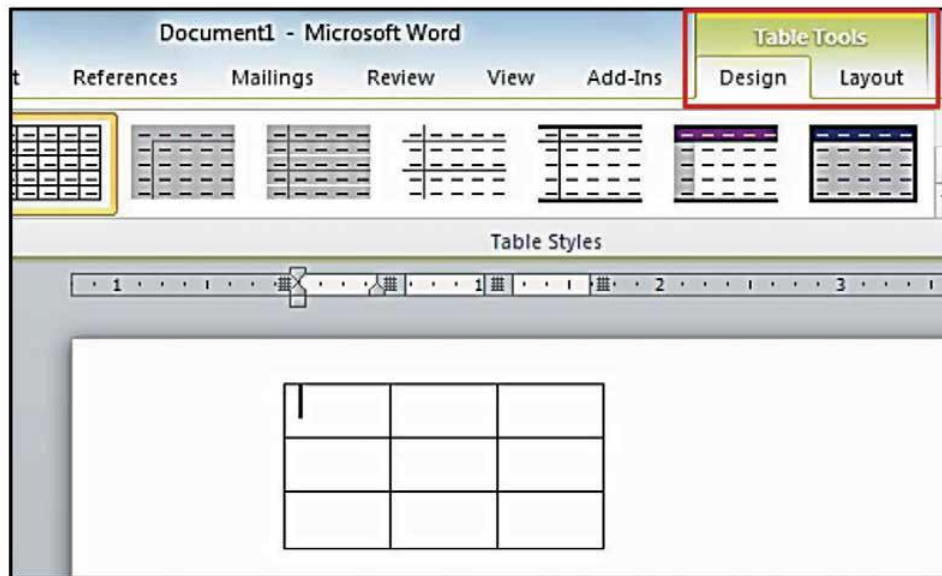 Document1 - Microsoft Word
Table Tools
t References Mailings Review View Add-Ins Design Layout
Table Styles
1 1 2 3